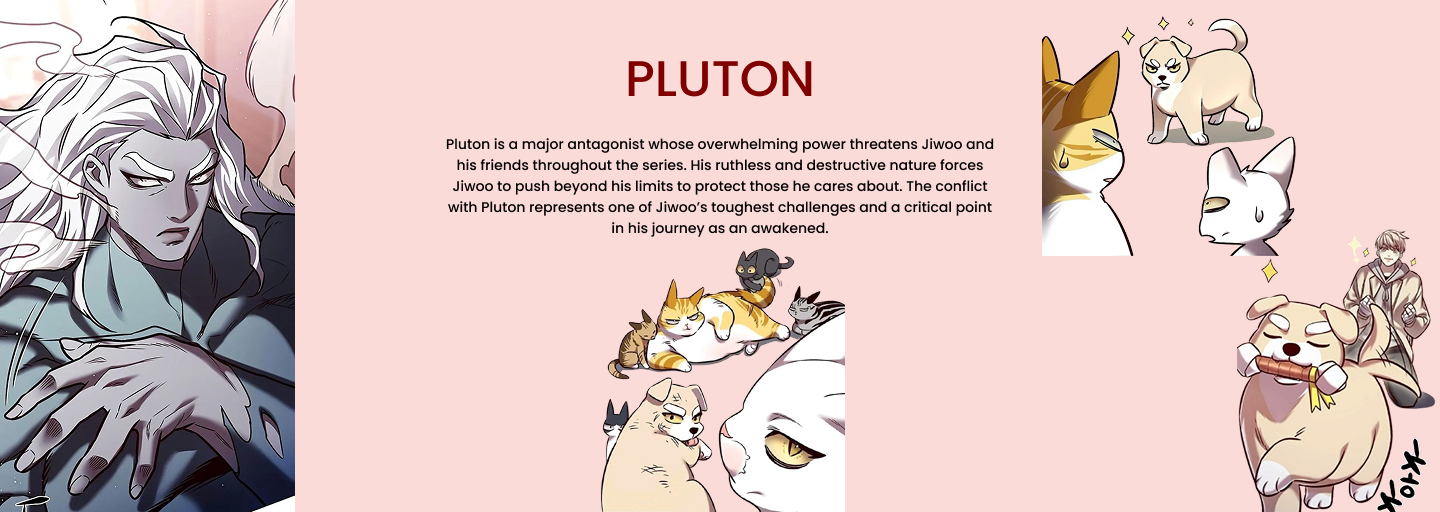 PLUTON
Pluton is a major antagonist whose overwhelming power threatens Jiwoo and
his friends throughout the series. His ruthless and destructive nature forces
Jiwoo to push beyond his limits to protect those he cares about. The conflict
with Pluton represents one of Jiwoo’s toughest challenges and a critical point
in his journey as an awakened.